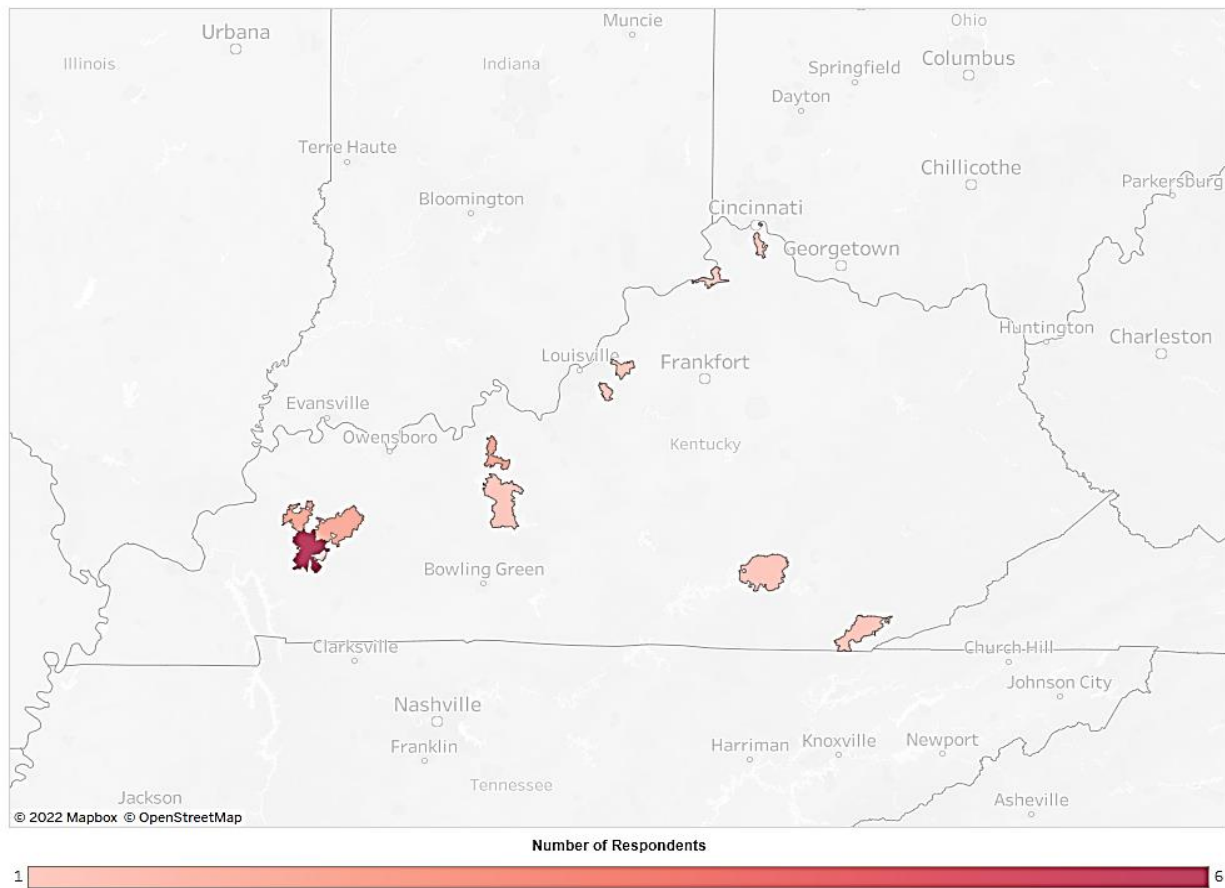 Muncie
Ohio
Urbana
Columbus
Illinois
Indiana
Springfield
Dayton
Terre Haute
Chillicothe
Parkersburg
Bloomington
Cincinnati
Georgetown
Huntington
Charleston
Louisville
Frankfort
Evansville
Owensboro
Kentucky
Bowling Green
Clarksville
Church Hill
Johnson City
Nashville
Franklin
Harriman
Knoxville
Newport
Tennessee
Jackson
Asheville
© 2022 Mapbox © OpenStreetMap
Number of Respondents
1
6